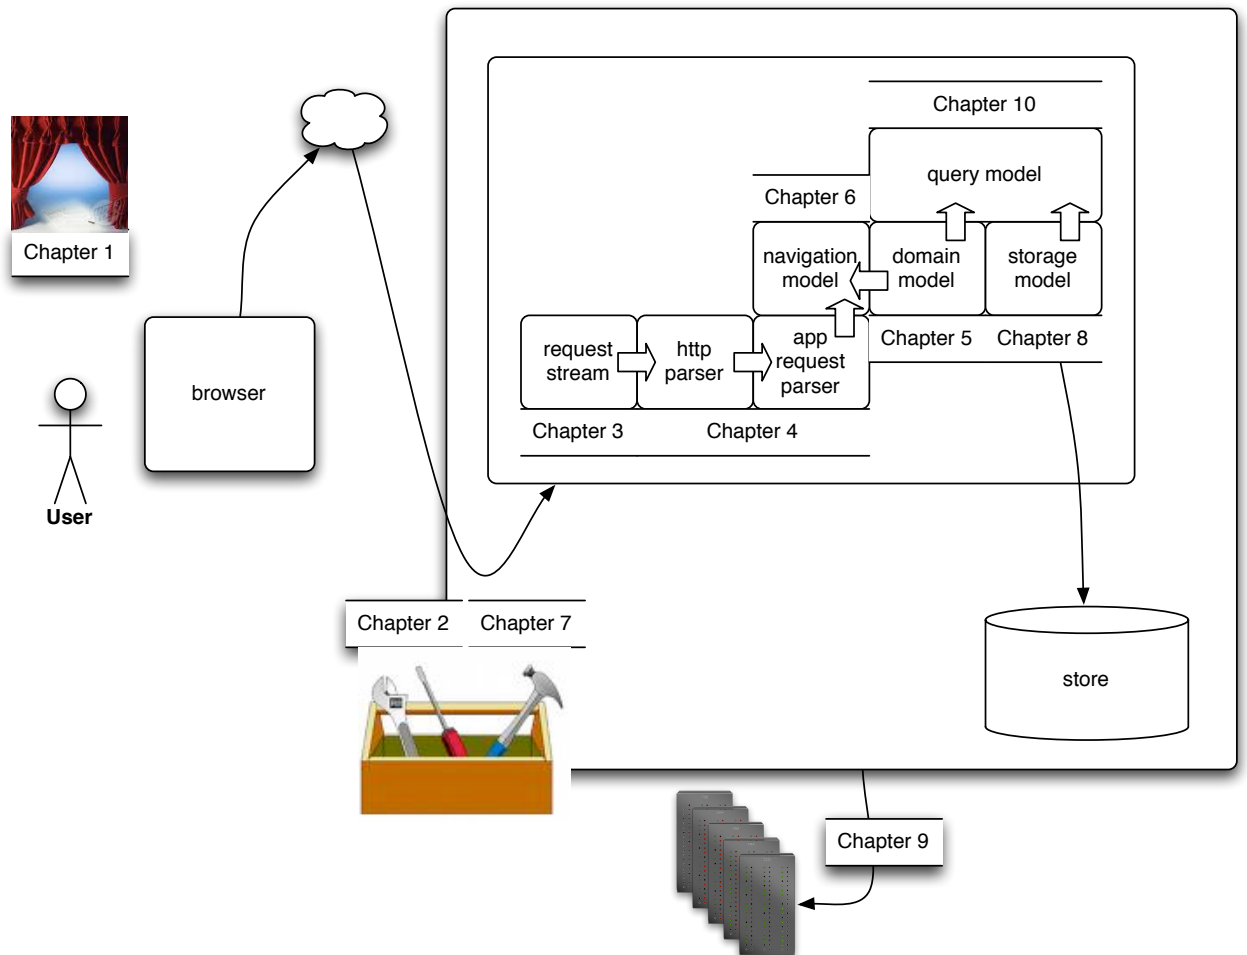 Chapter 10
query model
Chapter 6
Chapter 1
navigation
model
domain
model
storage
model
Chapter 5
Chapter 8
request
stream
http
parser
app
request
parser
browser
Chapter 3
Chapter 4
User
Chapter 2
Chapter 7
store
Chapter 9